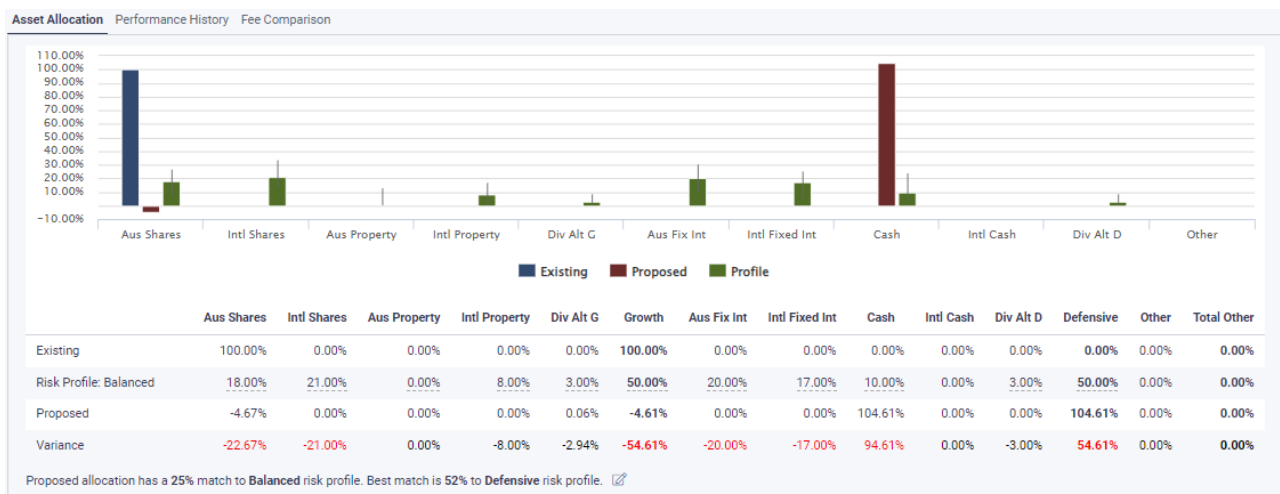 Asset Allocation Performance History Fee Comparison
110.00%
100.00%
90.00%
80.00%
70.00%
60.00%
50.00%
40.00%
30.00%
20.00%
10.00%
-10.00%
Aus Shares Intl Shares Aus Property Intl Property Div Alt G Aus Fix Int Intl Fixed Int Cash Intl Cash Div Alt D Other
Existing Proposed Profile
Aus Shares Intl Shares Aus Property Intl Property Div Alt G Growth Aus Fix Int Intl Fixed Int Cash Intl Cash Div Alt D Defensive Other Total Other
Existing 100.00% 0.00% 0.00% 0.00% 0.00% 100.00% 0.00% 0.00% 0.00% 0.00% 0.00% 0.00% 0.00% 0.00%
Risk Profile: Balanced 18.00% 21.00% 0.00% 8.00% 3.00% 50.00% 20.00% 17.00% 10.00% 0.00% 3.00% 50.00% 0.00% 0.00%
Proposed -4.67% 0.00% 0.00% 0.00% 0.06% -4.61% 0.00% 0.00% 104.61% 0.00% 0.00% 104.61% 0.00% 0.00%
Variance -22.67% -21.00% 0.00% -8.00% -2.94% -54.61% -20.00% -17.00% 94.61% 0.00% -3.00% 54.61% 0.00% 0.00%
Proposed allocation has a 25% match to Balanced risk profile. Best match is 52% to Defensive risk profile.